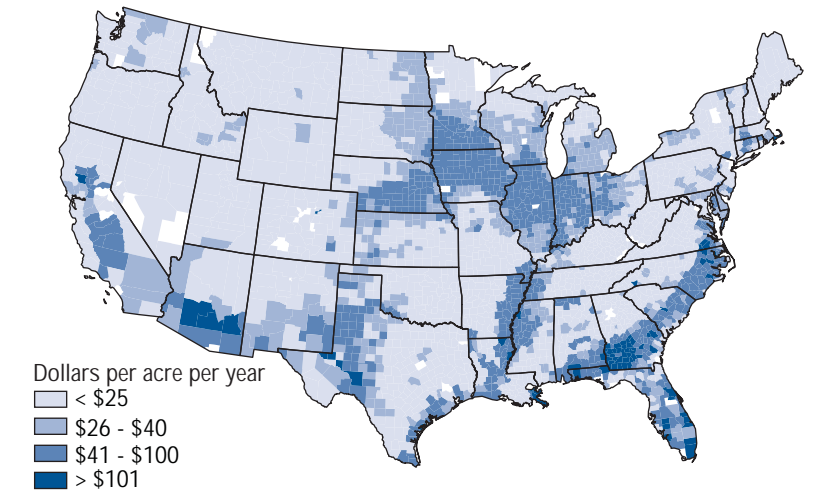 Dollars per acre per year
< $25
$26 - $40
$41 - $100
> $101